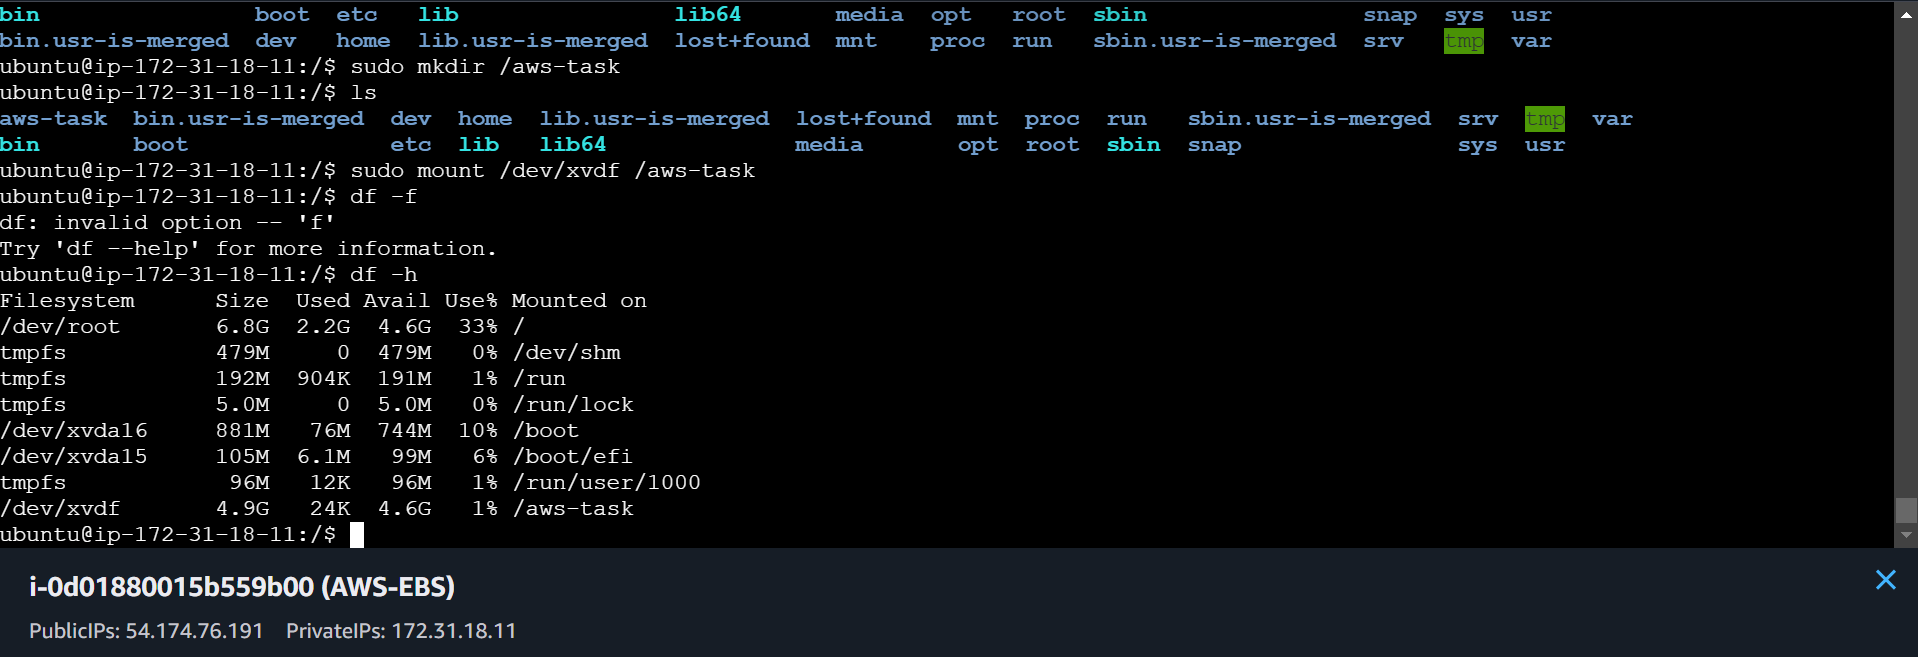 bin                boot  etc   lib                lib64       media  opt   root  sbin                snap  sys  usr
bin.usr-is-merged  dev   home  lib.usr-is-merged  lost+found  mnt    proc  run   sbin.usr-is-merged  srv   tmp  var
ubuntu@ip-172-31-18-11:/$ sudo mkdir /aws-task
ubuntu@ip-172-31-18-11:/$ ls
aws-task  bin.usr-is-merged  dev  home  lib.usr-is-merged  lost+found  mnt  proc  run   sbin.usr-is-merged  srv  tmp  var
bin       boot               etc  lib   lib64              media       opt  root  sbin  snap                sys  usr
ubuntu@ip-172-31-18-11:/$ sudo mount /dev/xvdf /aws-task
ubuntu@ip-172-31-18-11:/$ df -f
df: invalid option -- 'f'
Try 'df --help' for more information.
ubuntu@ip-172-31-18-11:/$ df -h
Filesystem      Size  Used Avail Use% Mounted on
/dev/root       6.8G  2.2G  4.6G  33% /
tmpfs           479M     0  479M   0% /dev/shm
tmpfs           192M  904K  191M   1% /run
tmpfs           5.0M     0  5.0M   0% /run/lock
/dev/xvda16     881M   76M  744M  10% /boot
/dev/xvda15     105M  6.1M   99M   6% /boot/efi
tmpfs            96M   12K   96M   1% /run/user/1000
/dev/xvdf       4.9G   24K  4.6G   1% /aws-task
ubuntu@ip-172-31-18-11:/$
i-0d01880015b559b00 (AWS-EBS)
PublicIPs: 54.174.76.191    PrivateIPs: 172.31.18.11